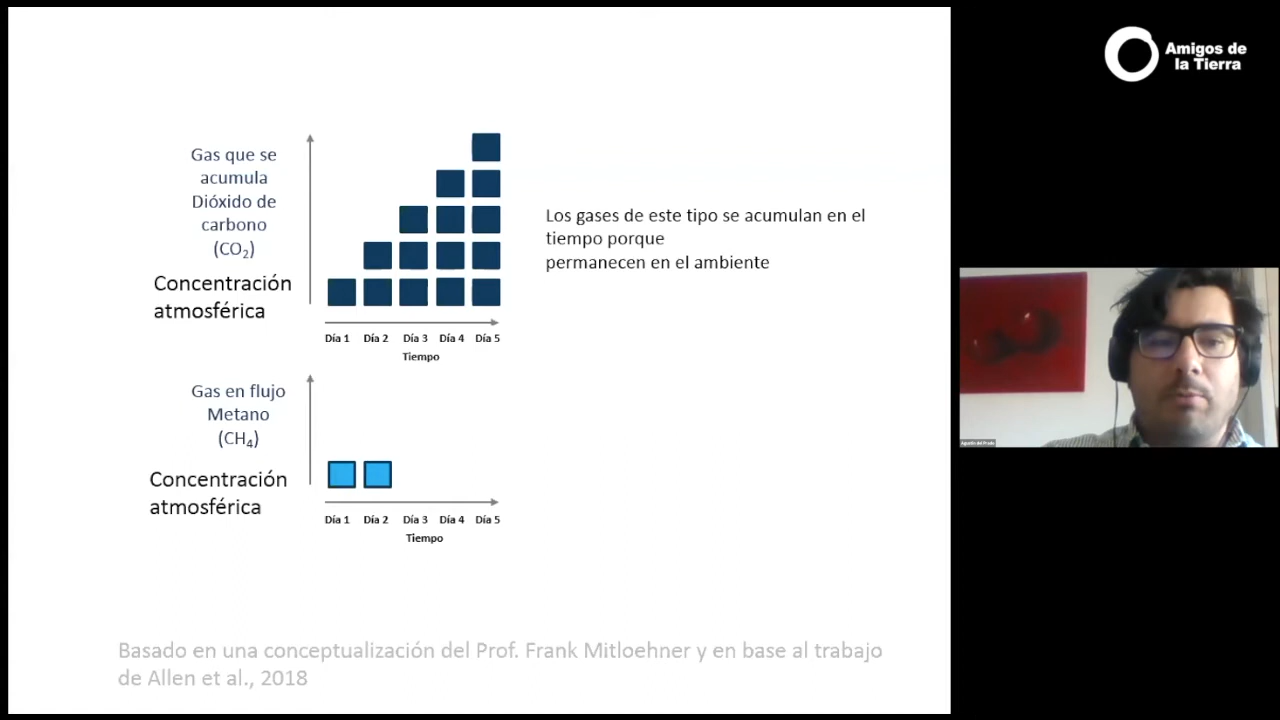 Amigos de
la Tierra
Gas que se
acumula
Dióxido de
carbono
(CO₂)
Concentración
atmosférica
Día 1 Día 2 Día 3 Día 4 Día 5
Tiempo
Los gases de este tipo se acumulan en el
tiempo porque
permanecen en el ambiente
Gas en flujo
Metano
(CH₄)
Concentración
atmosférica
Día 1 Día 2 Día 3 Día 4 Día 5
Tiempo
Basado en una conceptualización del Prof. Frank Mitloehner y en base al trabajo
de Allen et al., 2018
Agustin del Prado